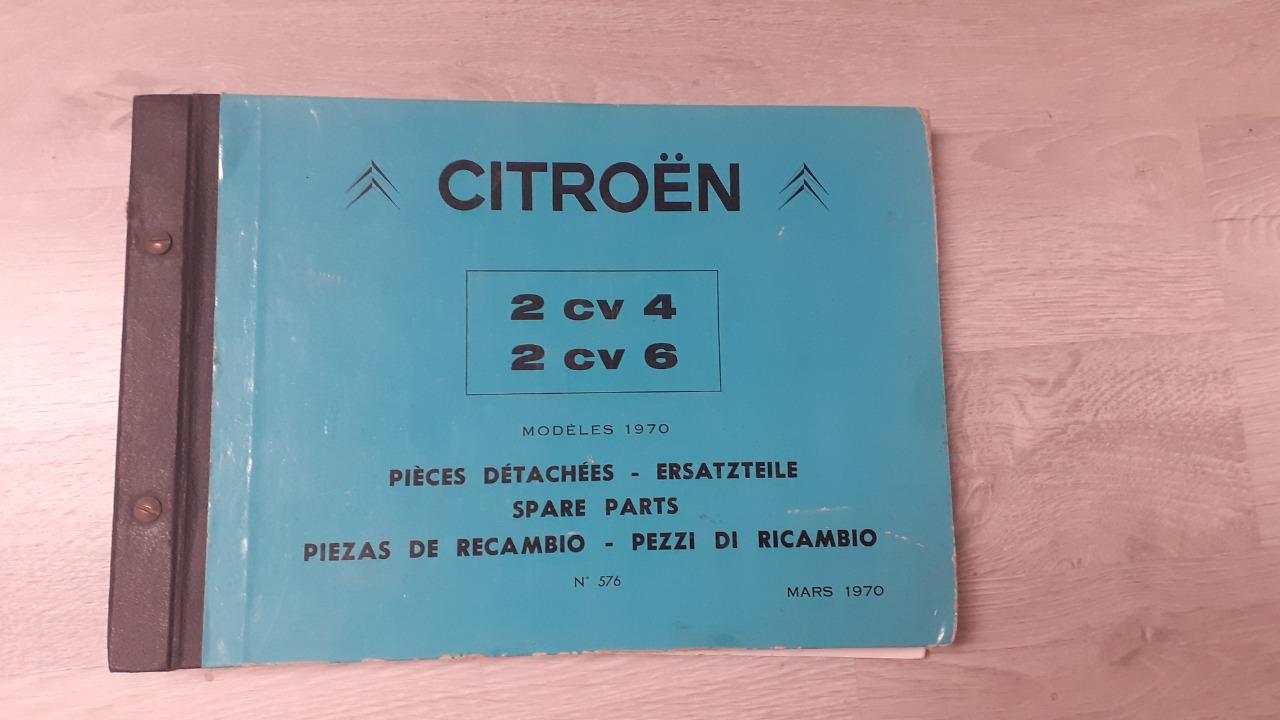 CITROËN
2 cv 4
2 cv 6
MODÈLES 1970
PIÈCES DÉTACHÉES - ERSATZTEILE
SPARE PARTS
PIEZAS DE RECAMBIO - PEZZI DI RICAMBIO
N° 576
MARS 1970